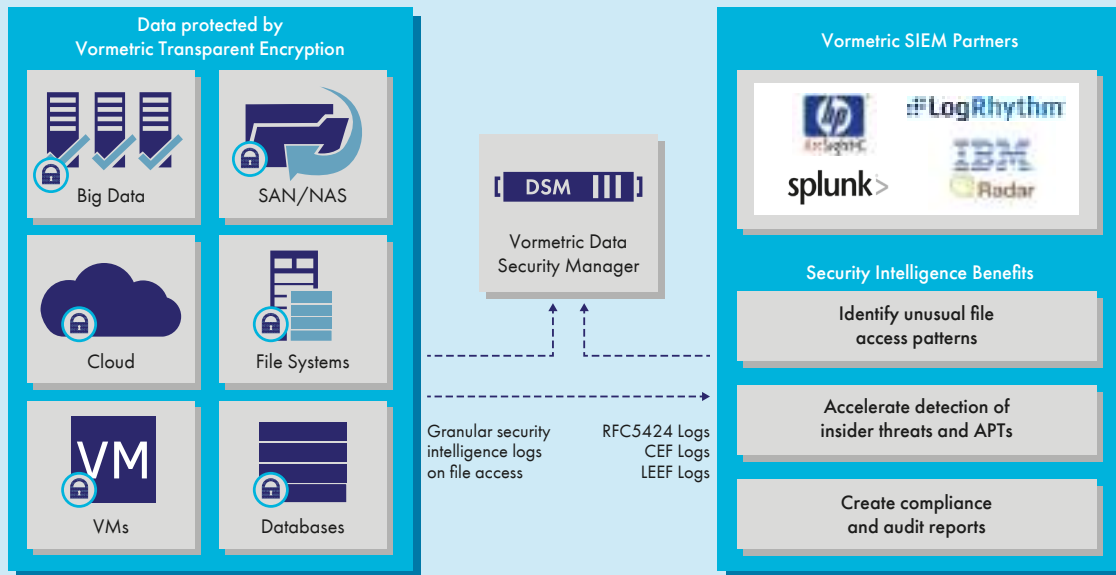 Data protected by
Vormetric Transparent Encryption
Big Data
SAN/NAS
Cloud
File Systems
VM
VMs
Databases
DSM
Vormetric Data
Security Manager
Granular security
intelligence logs
on file access
RFC5424 Logs
CEF Logs
LEEF Logs
Vormetric SIEM Partners
hp
LogRhythm
splunk>
IBM
Radar
Security Intelligence Benefits
Identify unusual file
access patterns
Accelerate detection of
insider threats and APTs
Create compliance
and audit reports